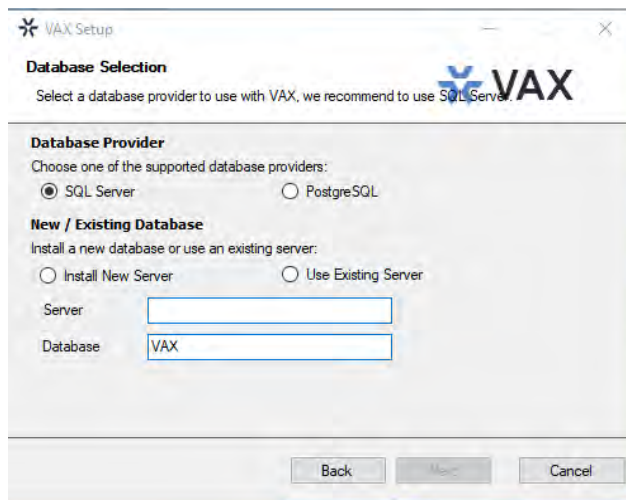 VAX Setup
Database Selection
Select a database provider to use with VAX, we recommend to use SQL Server.
VAX
Database Provider
Choose one of the supported database providers:
SQL Server PostgreSQL
New / Existing Database
Install a new database or use an existing server:
Install New Server Use Existing Server
Server
Database VAX
Back Next Cancel